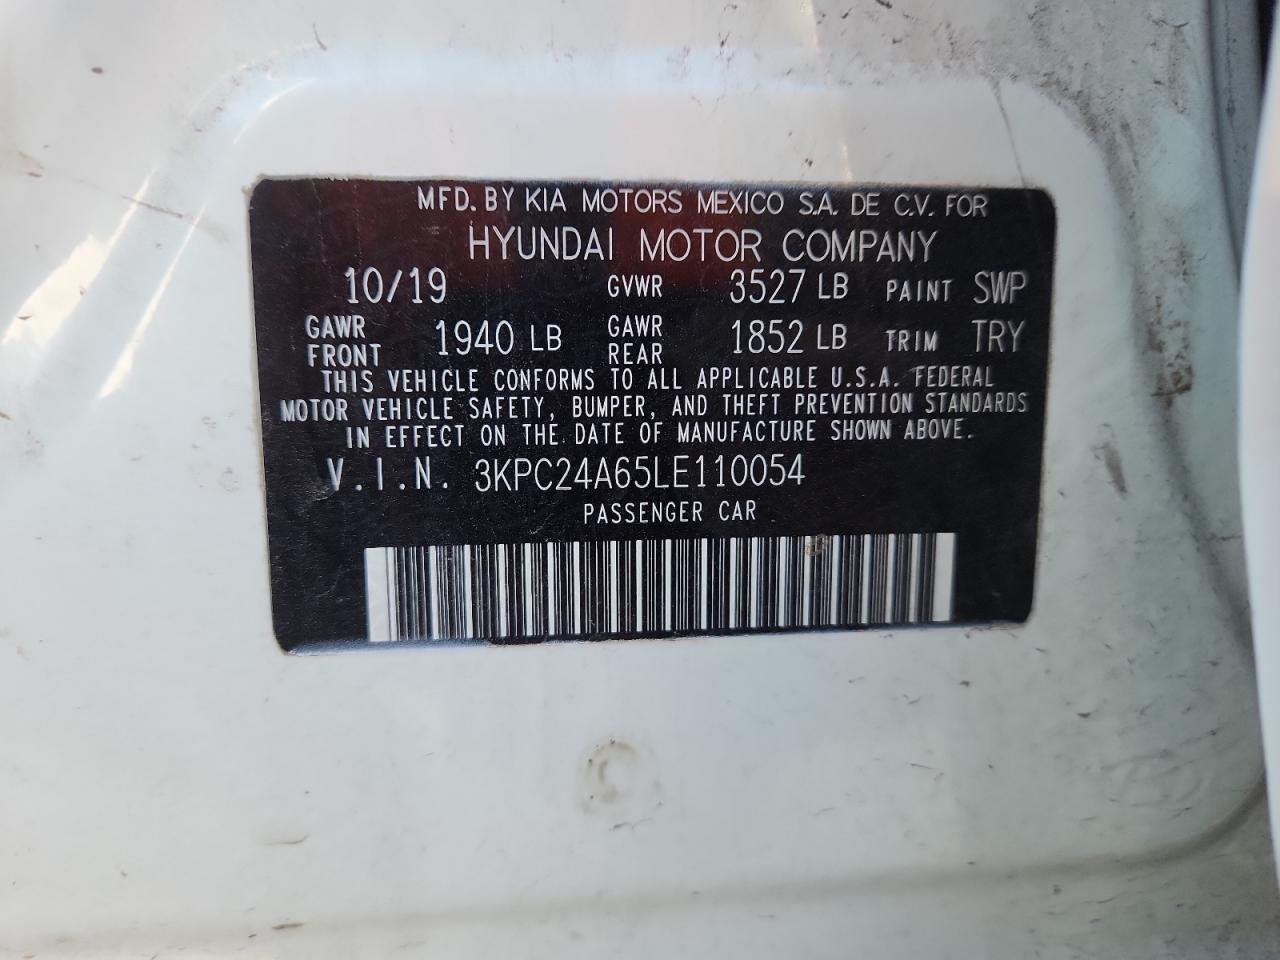 MFD. BY KIA MOTORS MEXICO S.A. DE C.V. FOR
HYUNDAI MOTOR COMPANY
10/19 GVWR 3527 LB PAINT SWP
GAWR FRONT 1940 LB GAWR REAR 1852 LB TRIM TRY
THIS VEHICLE CONFORMS TO ALL APPLICABLE U.S.A. FEDERAL
MOTOR VEHICLE SAFETY, BUMPER, AND THEFT PREVENTION STANDARDS
IN EFFECT ON THE DATE OF MANUFACTURE SHOWN ABOVE.
V.I.N. 3KPC24A65LE110054
PASSENGER CAR